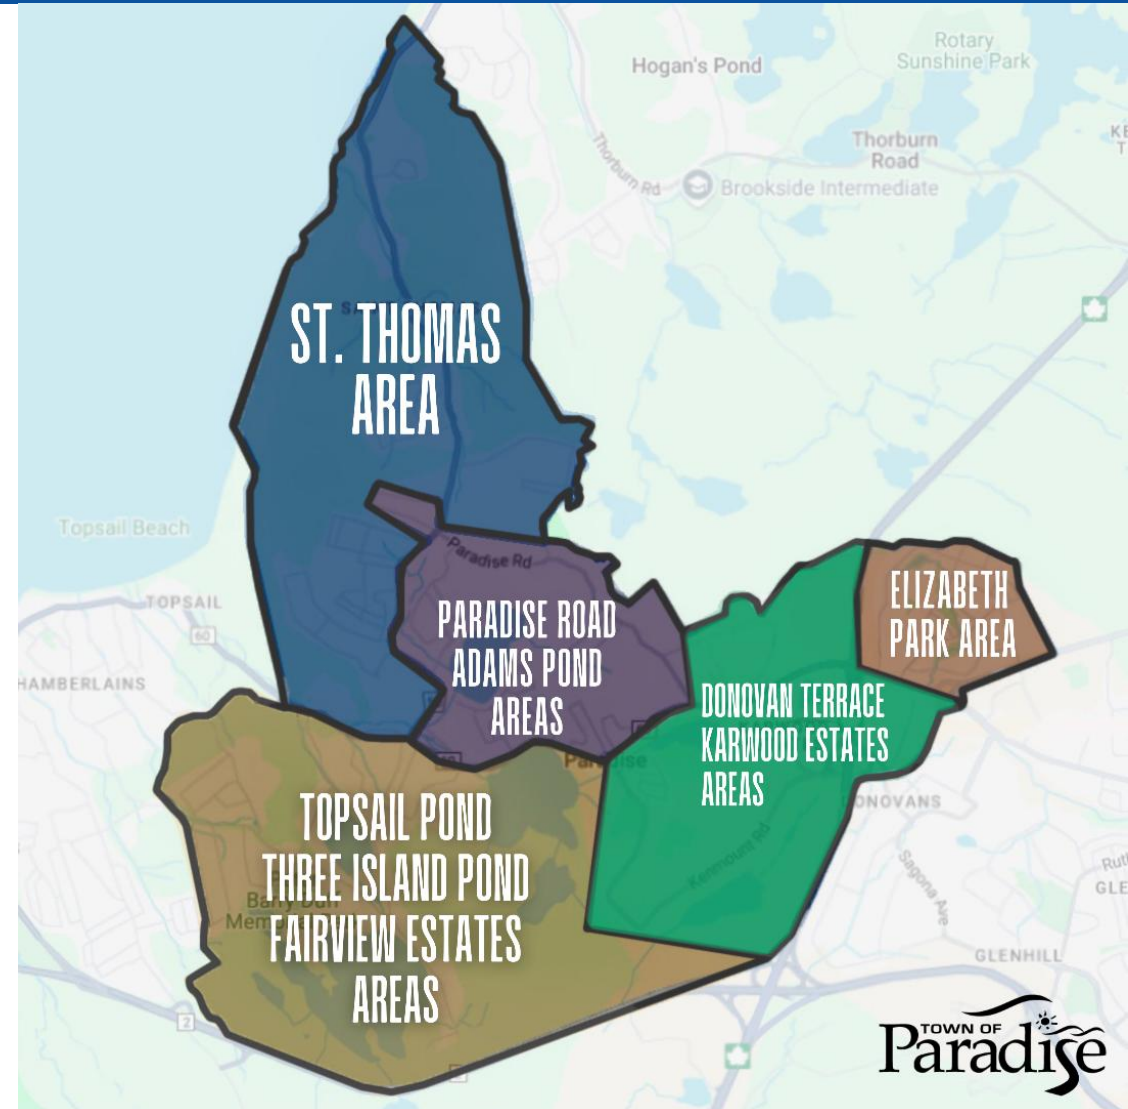 Hogan's Pond
Rotary
Sunshine Park
Thorburn
Road
Thorburn Rd
Brookside Intermediate
ST. THOMAS
AREA
Topsail Beach
TOPSAIL
60
HAMBERLAINS
Paradise Rd
PARADISE ROAD
ADAMS POND
AREAS
ELIZABETH
PARK AREA
DONOVAN TERRACE
KARWOOD ESTATES
AREAS
Paradise
DONOVANS
Kenmount Rd
Sagona Ave
GLENHILL
TOPSAIL POND
THREE ISLAND POND
FAIRVIEW ESTATES
AREAS
2
TOWN OF
Paradise